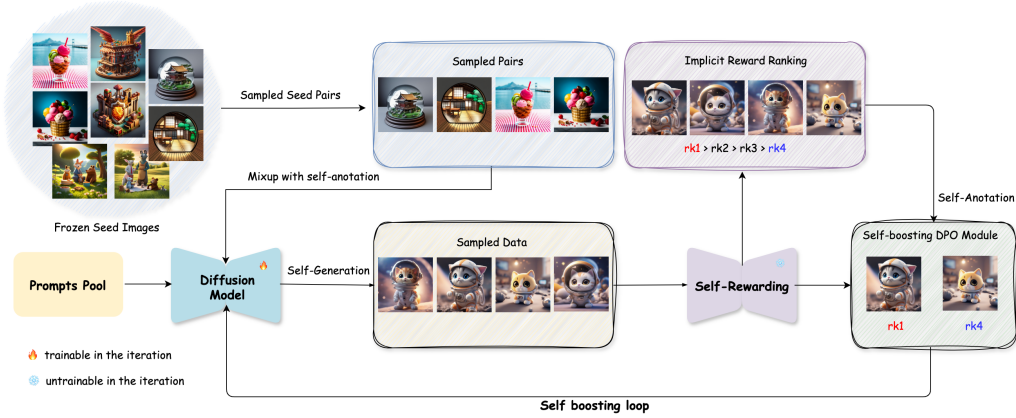 Sampled Pairs
Implicit Reward Ranking
Sampled Seed Pairs
rk1 > rk2 > rk3 > rk4
Mixup with self-anotation
Self-Anotation
Frozen Seed Images
Sampled Data
Self-boosting DPO Module
Prompts Pool
Diffusion
Model
Self-Generation
Self-Rewarding
rk1
rk4
trainable in the iteration
untrainable in the iteration
Self boosting loop